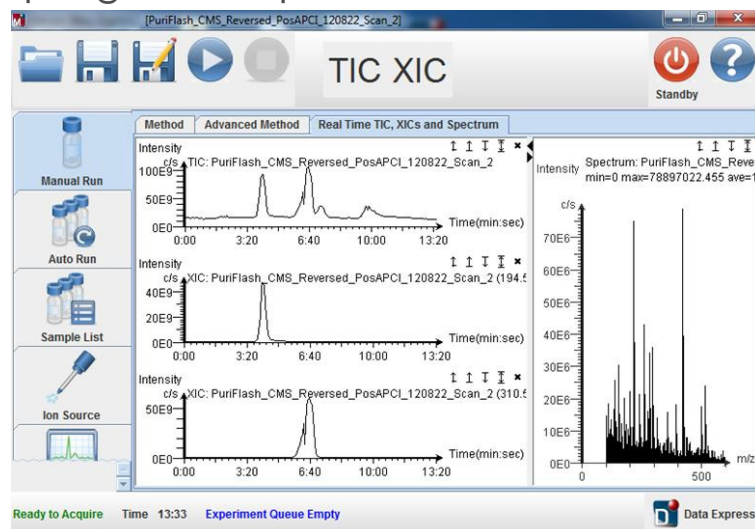 [PuriFlash_CMS_Reversed_PosAPCI_120822_Scan_2]
TIC XIC
Standby
Method Advanced Method Real Time TIC, XICs and Spectrum
Manual Run
Auto Run
Sample List
Ion Source
Intensity
c/s TIC: PuriFlash_CMS_Reversed_PosAPCI_120822_Scan_2
100E9
50E9
0E0
Time(min:sec)
0:00 3:20 6:40 10:00 13:20
Intensity
c/s XIC: PuriFlash_CMS_Reversed_PosAPCI_120822_Scan_2 (194.5
40E9
20E9
0E0
Time(min:sec)
0:00 3:20 6:40 10:00 13:20
Intensity
c/s XIC: PuriFlash_CMS_Reversed_PosAPCI_120822_Scan_2 (310.5
50E9
0E0
Time(min:sec)
0:00 3:20 6:40 10:00 13:20
Intensity
Spectrum: PuriFlash_CMS_Reve
min=0 max=78897022.455 ave=1
c/s
70E6
60E6
50E6
40E6
30E6
20E6
10E6
0E0
m/z
0 500
Ready to Acquire Time 13:33 Experiment Queue Empty
Data Express